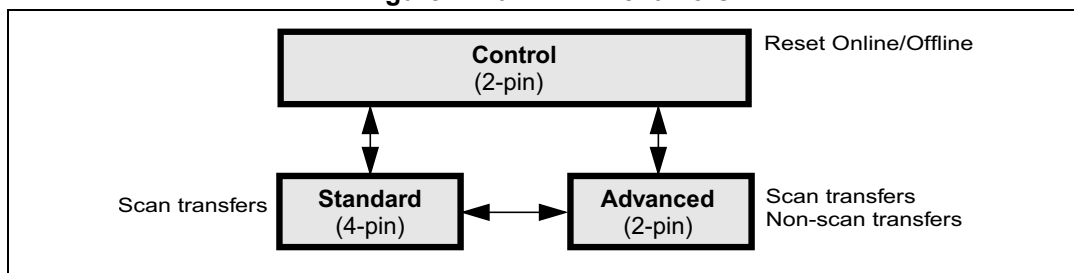 Reset Online/Offline
Control
(2-pin)
Scan transfers
Standard
(4-pin)
Advanced
(2-pin)
Scan transfers
Non-scan transfers